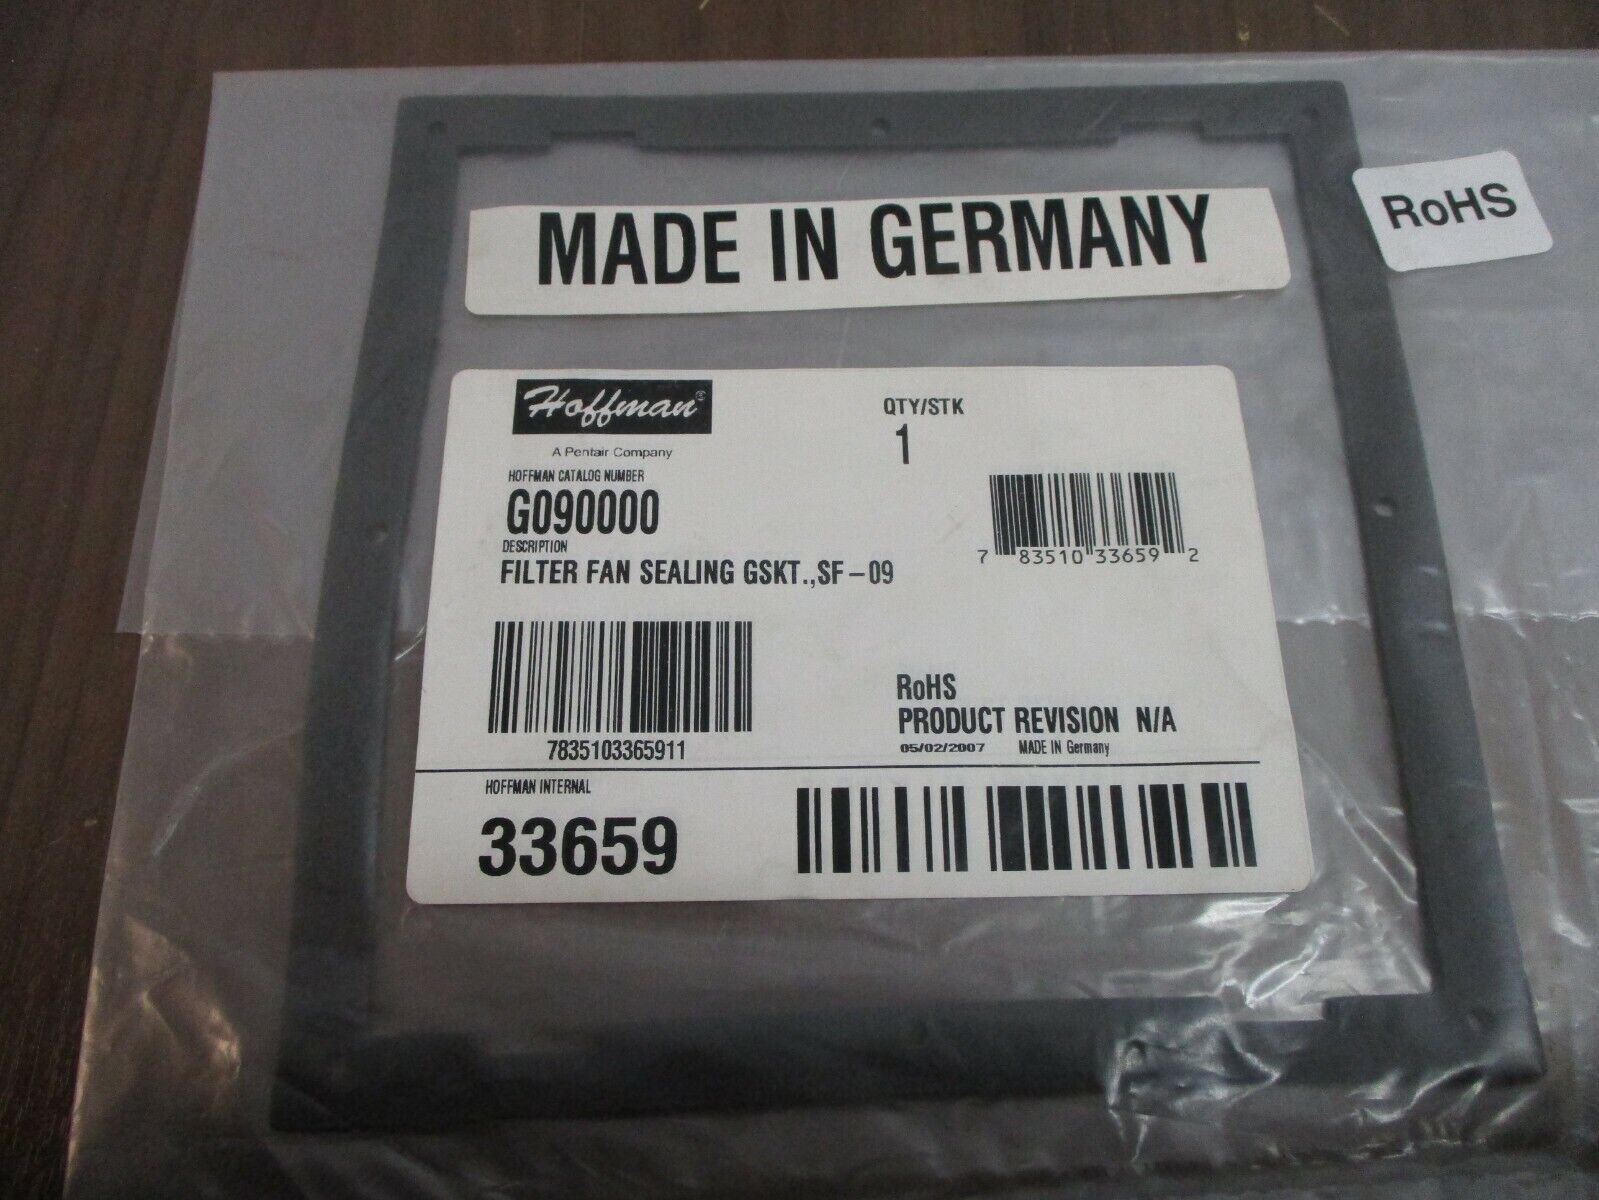 MADE IN GERMANY
RoHS
Hoffman®
A Pentair Company
QTY/STK
1
HOFFMAN CATALOG NUMBER
G090000
DESCRIPTION
FILTER FAN SEALING GSKT.,SF-09
7 83510 33659 2
7835103365911
RoHS
PRODUCT REVISION N/A
05/02/2007 MADE IN Germany
HOFFMAN INTERNAL
33659